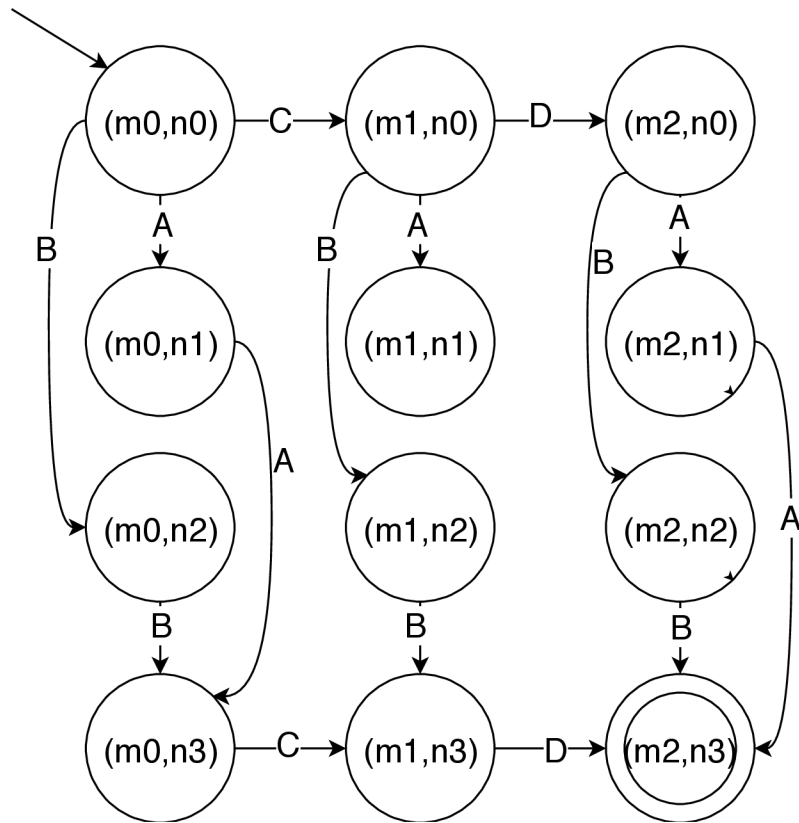 (m0,n0) C (m1,n0) D (m2,n0)
A A A
B B B
(m0,n1) (m1,n1) (m2,n1)
A
A
(m0,n2) (m1,n2) (m2,n2)
B B B
(m0,n3) C (m1,n3) D (m2,n3)